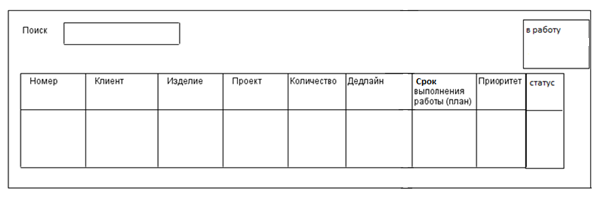 Поиск
в работу
Номер Клиент Изделие Проект Количество Дедлайн Срок Приоритет статус
выполнения
работы (план)